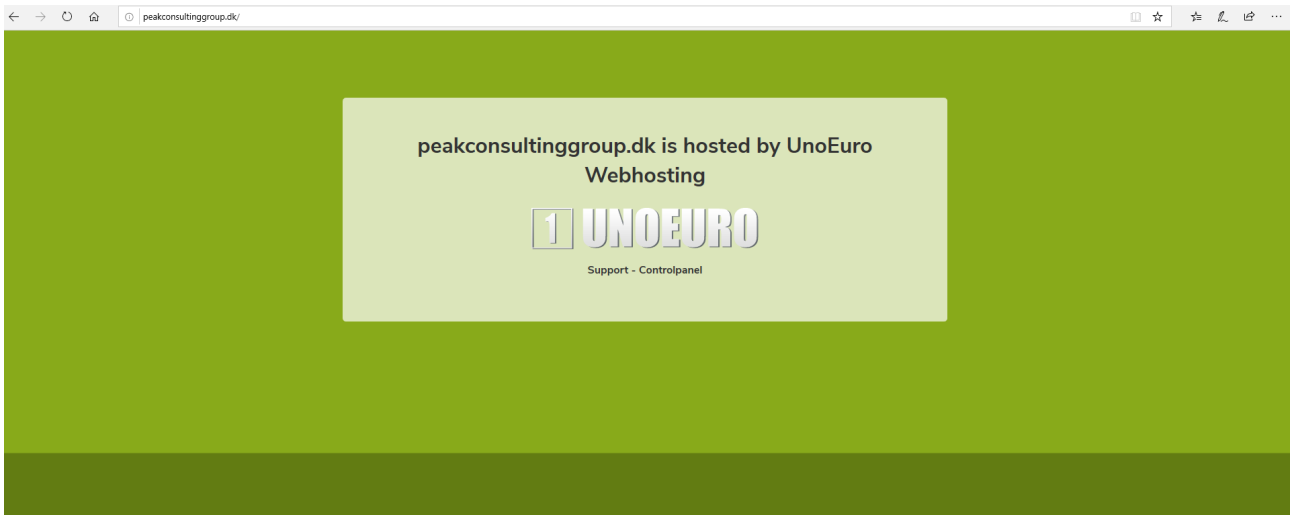 peakconsultinggroup.dk/
peakconsultinggroup.dk is hosted by UnoEuro
Webhosting
1 UNOEURO
Support - Controlpanel